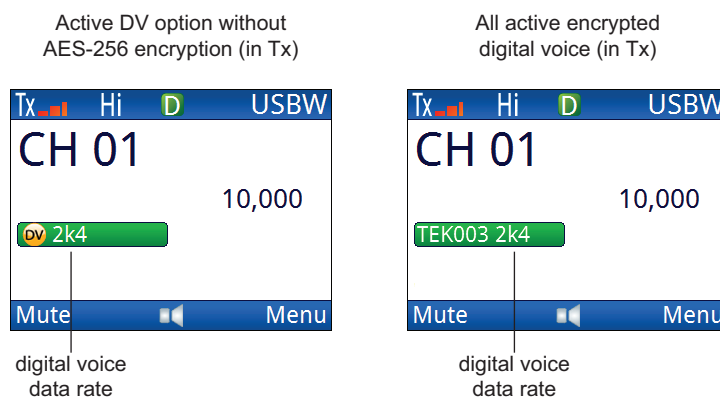 Active DV option without
AES-256 encryption (in Tx)
Tx Hi D USBW
CH 01
10,000
DV 2k4
Mute Menu
digital voice
data rate
All active encrypted
digital voice (in Tx)
Tx Hi D USBW
CH 01
10,000
TEK003 2k4
Mute Menu
digital voice
data rate